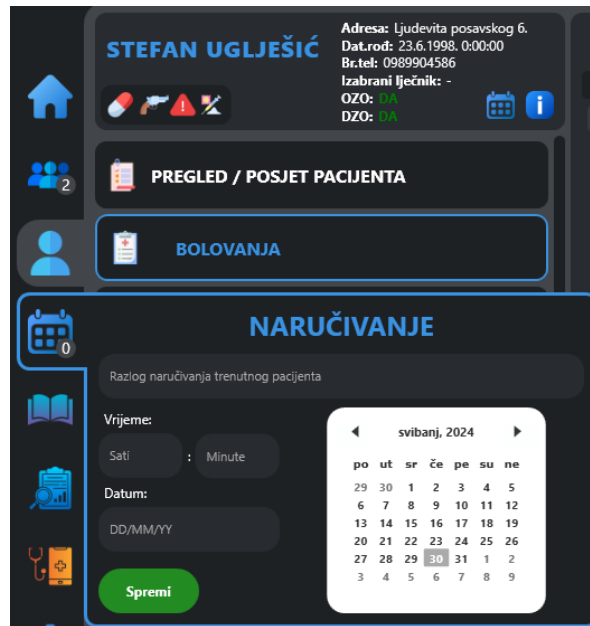 STEFAN UGLJEŠIĆ
Adresa: Ljudevita posavskog 6.
Dat.rod: 23.6.1998. 0:00:00
Br.tel: 0989904586
Izabrani lječnik: -
OZO: DA
DZO: DA
i
2
PREGLED / POSJET PACIJENTA
BOLOVANJA
0
NARUČIVANJE
Razlog naručivanja trenutnog pacijenta
Vrijeme:
Sati : Minute
Datum:
DD/MM/YY
Spremi
svibanj, 2024
po ut sr če pe su ne
29 30 1 2 3 4 5
6 7 8 9 10 11 12
13 14 15 16 17 18 19
20 21 22 23 24 25 26
27 28 29 30 31 1 2
3 4 5 6 7 8 9